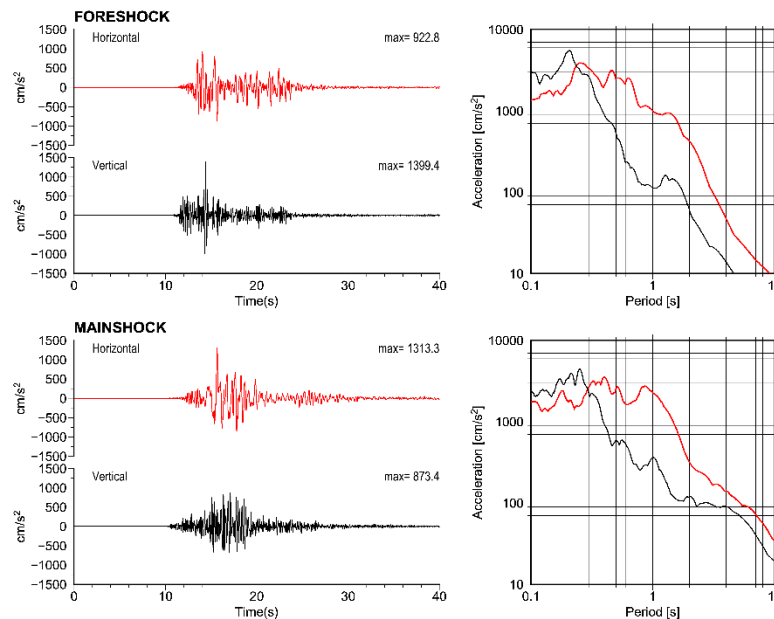 FORESHOCK
1500
1000
500
0
−500
−1000
−1500
cm/s²
Horizontal
max= 922.8
1500
1000
500
0
−500
−1000
−1500
cm/s²
Vertical
max= 1399.4
0
10
20
30
40
Time(s)
10000
1000
100
10
Acceleration [cm/s²]
0.1
1
1
Period [s]
MAINSHOCK
1500
1000
500
0
−500
−1000
−1500
cm/s²
Horizontal
max= 1313.3
1500
1000
500
0
−500
−1000
−1500
cm/s²
Vertical
max= 873.4
0
10
20
30
40
Time(s)
10000
1000
100
10
Acceleration [cm/s²]
0.1
1
1
Period [s]